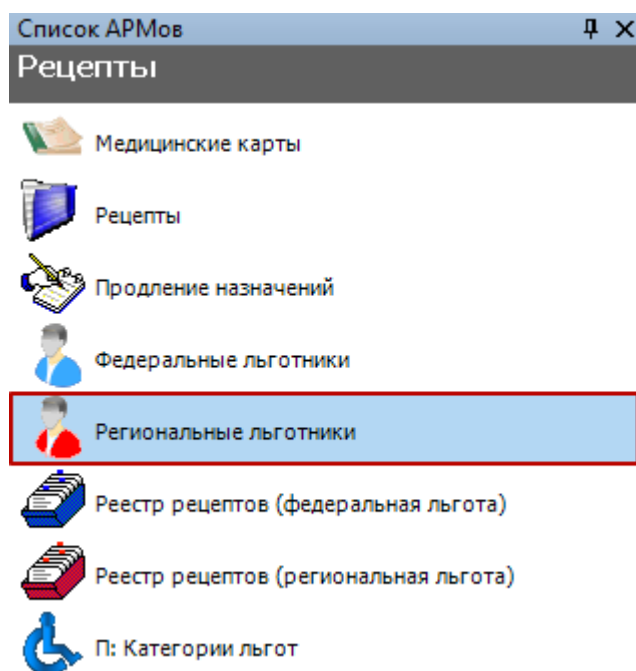 Список АРМов
Рецепты
Медицинские карты
Рецепты
Продление назначений
Федеральные льготники
Региональные льготники
Реестр рецептов (федеральная льгота)
Реестр рецептов (региональная льгота)
П: Категории льгот